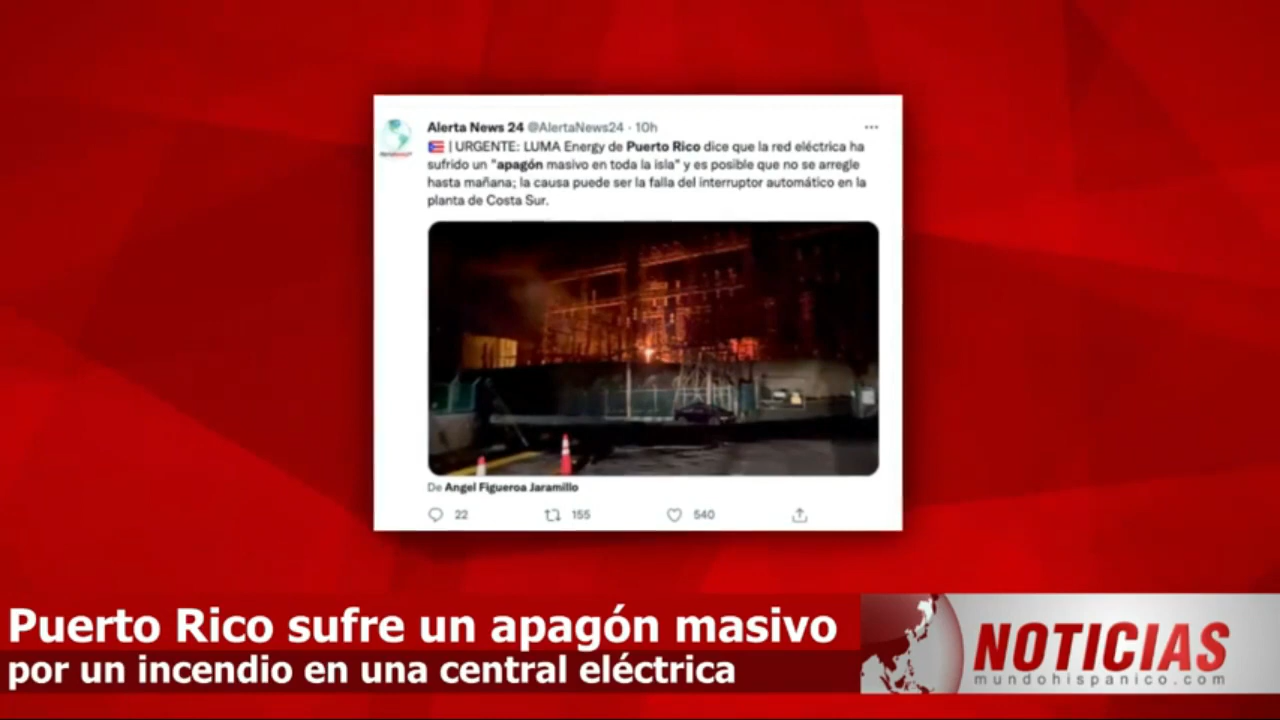 Alerta News 24 @AlertaNews24 · 10h
| URGENTE: LUMA Energy de Puerto Rico dice que la red eléctrica ha
sufrido un "apagón masivo en toda la isla" y es posible que no se arregle
hasta mañana; la causa puede ser la falla del interruptor automático en la
planta de Costa Sur.
De Angel Figueroa Jaramillo
22 155 540
Puerto Rico sufre un apagón masivo
por un incendio en una central eléctrica
NOTICIAS
mundohispanico.com